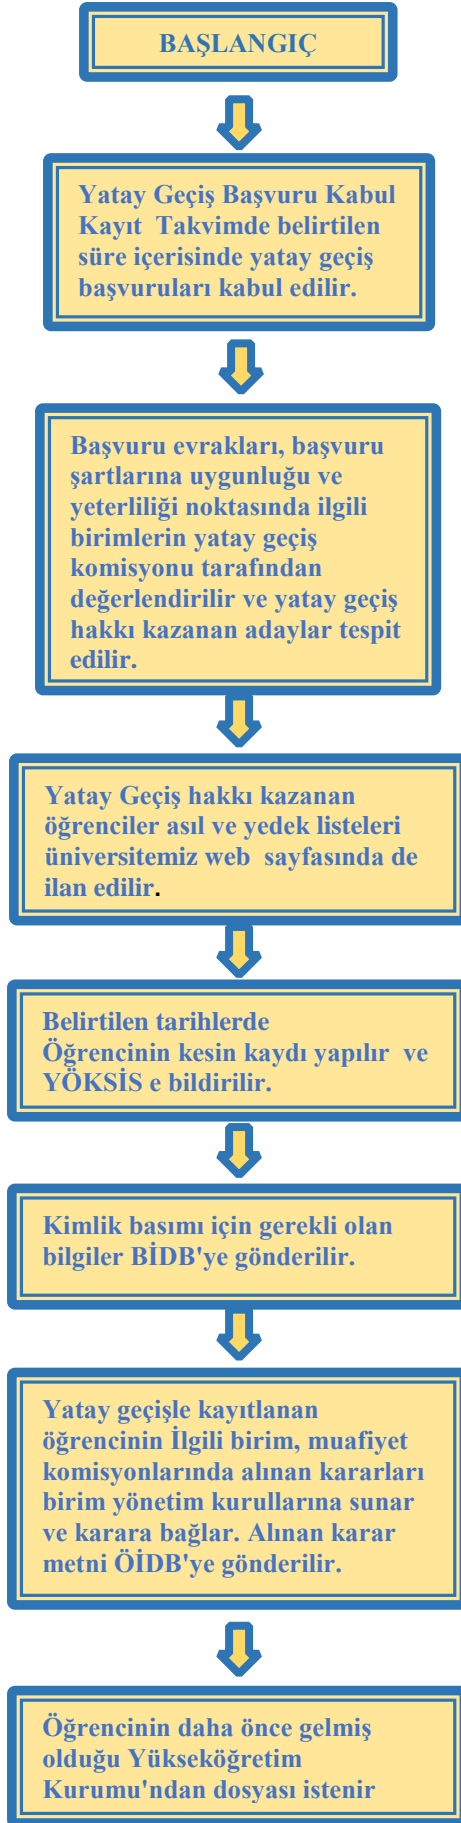 BAŞLANGIÇ
Yatay Geçiş Başvuru Kabul
Kayıt Takvimde belirtilen
süre içerisinde yatay geçiş
başvuruları kabul edilir.
Başvuru evrakları, başvuru
şartlarına uygunluğu ve
yeterliliği noktasında ilgili
birimlerin yatay geçiş
komisyonu tarafından
değerlendirilir ve yatay geçiş
hakkı kazanan adaylar tespit
edilir.
Yatay Geçiş hakkı kazanan
öğrenciler asıl ve yedek listeleri
üniversitemiz web sayfasında de
ilan edilir.
Belirtilen tarihlerde
Öğrencinin kesin kaydı yapılır ve
YÖKSİS e bildirilir.
Kimlik basımı için gerekli olan
bilgiler BİDB'ye gönderilir.
Yatay geçişle kayıtlanan
öğrencinin İlgili birim, muafiyet
komisyonlarında alınan kararları
birim yönetim kurullarına sunar
ve karara bağlar. Alınan karar
metni ÖİDB'ye gönderilir.
Öğrencinin daha önce gelmiş
olduğu Yükseköğretim
Kurumu'ndan dosyası istenir